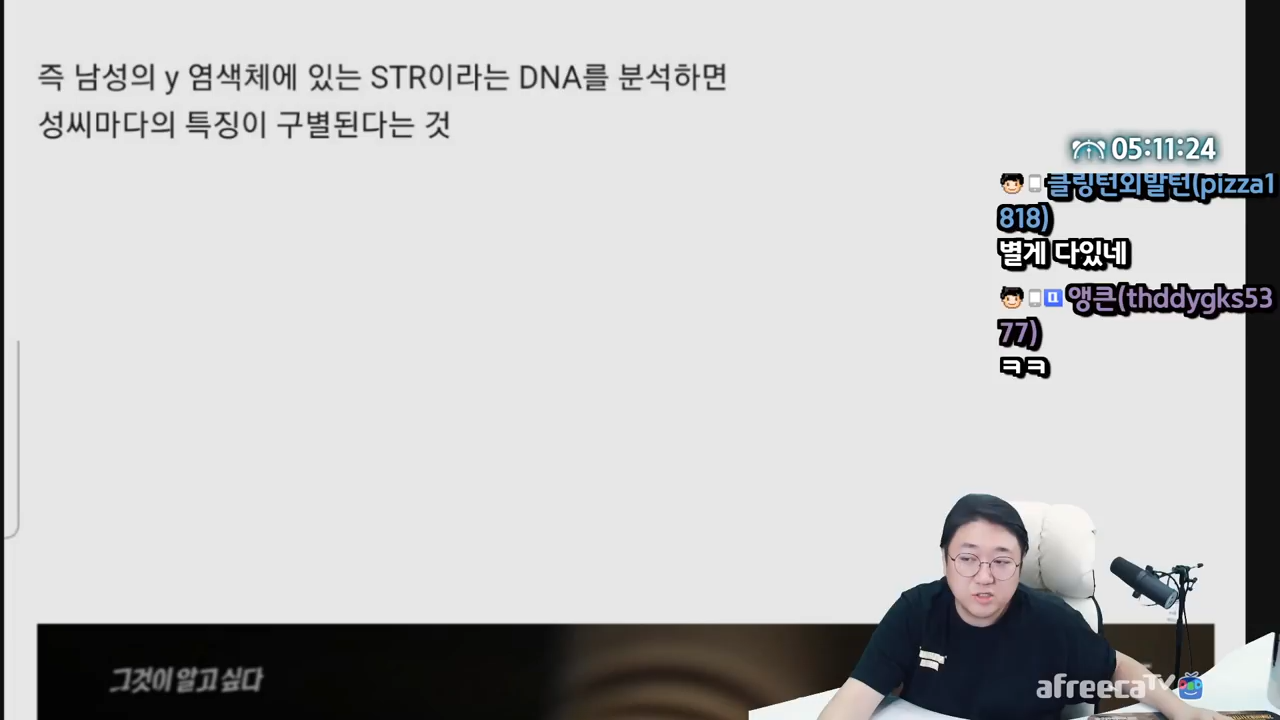 즉 남성의 y 염색체에 있는 STR이라는 DNA를 분석하면
성씨마다의 특징이 구별된다는 것
05:11:24
클링턴외발턴(pizza1
818)
별게 다있네
앵큰(thddygks53
77)
ㅋㅋ
그것이 알고 싶다
afreecaTV